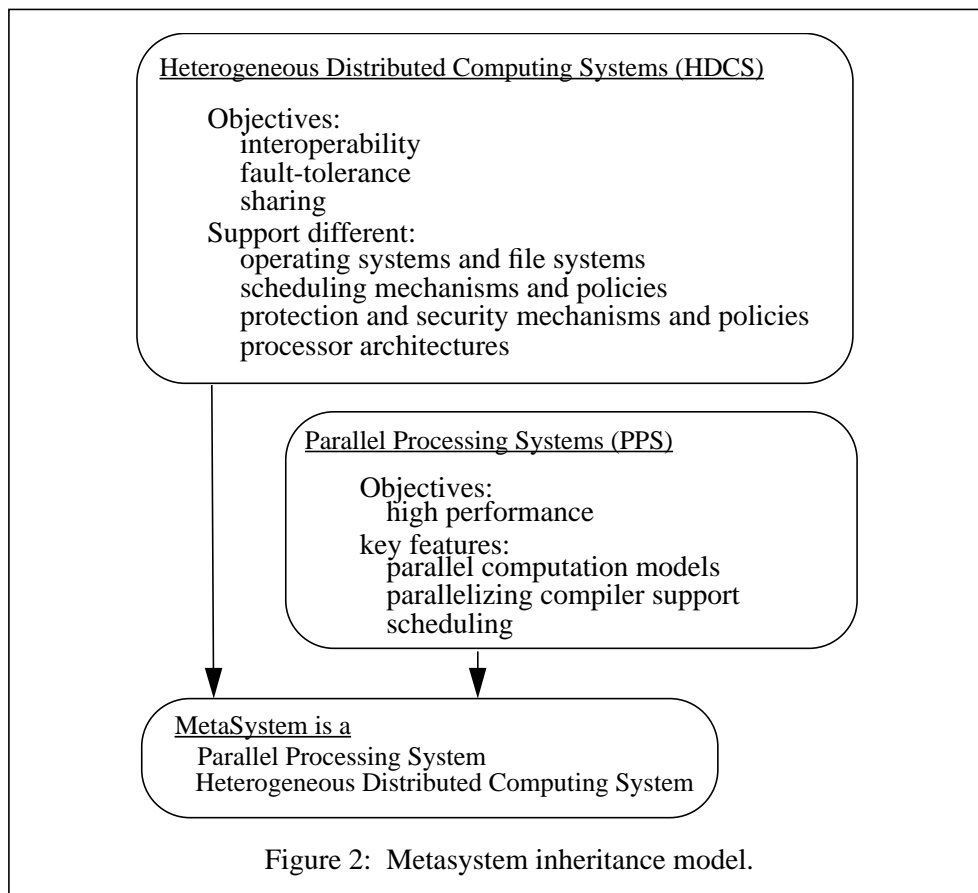 Heterogeneous Distributed Computing Systems (HDCS)
Objectives:
interoperability
fault-tolerance
sharing
Support different:
operating systems and file systems
scheduling mechanisms and policies
protection and security mechanisms and policies
processor architectures
Parallel Processing Systems (PPS)
Objectives:
high performance
key features:
parallel computation models
parallelizing compiler support
scheduling
MetaSystem is a
Parallel Processing System
Heterogeneous Distributed Computing System
Figure 2: Metasystem inheritance model.